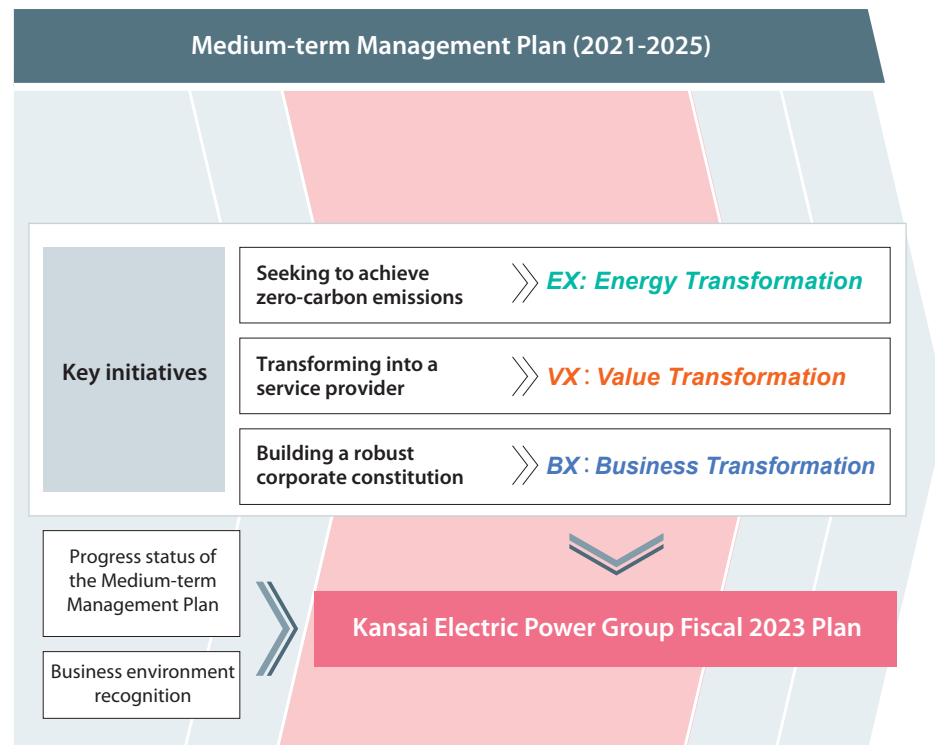 Medium-term Management Plan (2021-2025)
Key initiatives
Seeking to achieve
zero-carbon emissions
EX: Energy Transformation
Transforming into a
service provider
VX : Value Transformation
Building a robust
corporate constitution
BX : Business Transformation
Progress status of
the Medium-term
Management Plan
Business environment
recognition
Kansai Electric Power Group Fiscal 2023 Plan